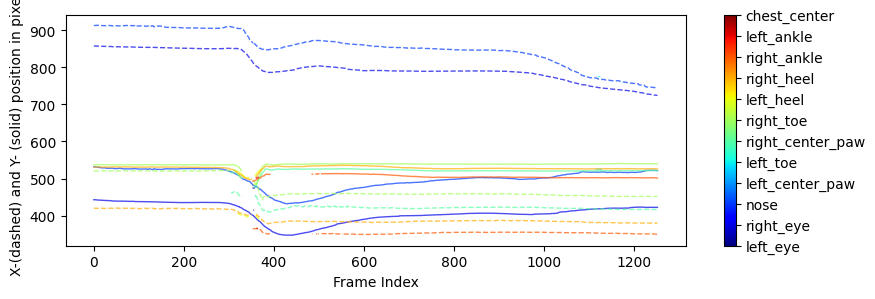 X-(dashed) and Y- (solid) position in pixe
900
800
700
600
500
400
0
200
400
600
800
1000
1200
Frame Index
chest_center
left_ankle
right_ankle
right_heel
left_heel
right_toe
right_center_paw
left_toe
left_center_paw
nose
right_eye
left_eye